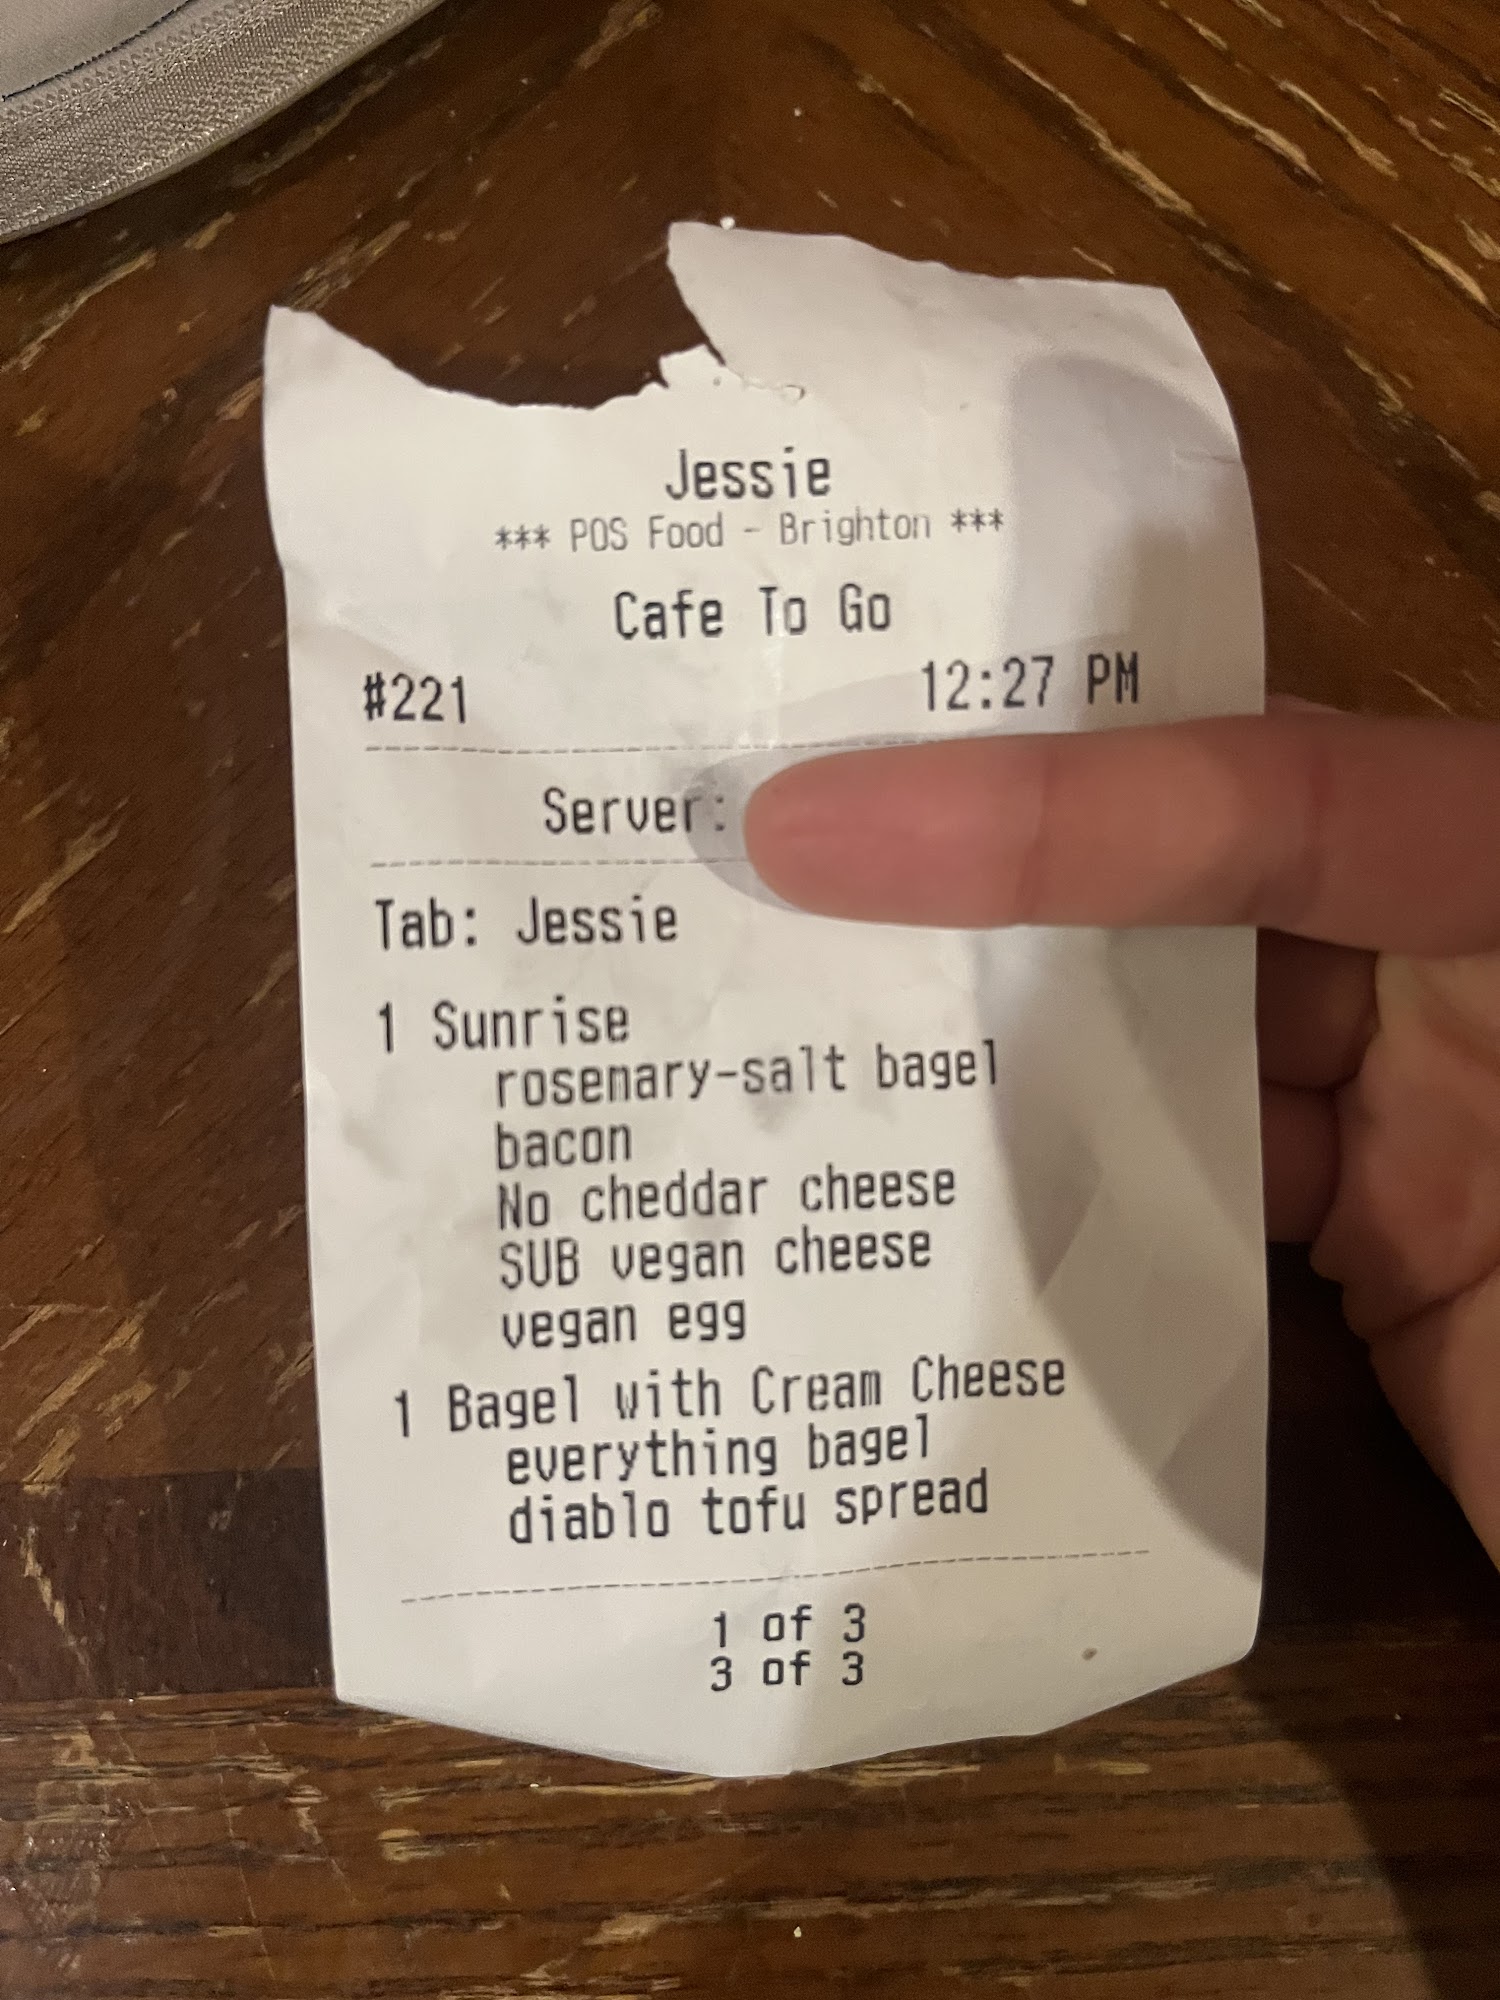 Jessie
*** POS Food - Brighton ***
Cafe To Go
#221 12:27 PM
Server:
Tab: Jessie
1 Sunrise
rosemary-salt bagel
bacon
No cheddar cheese
SUB vegan cheese
vegan egg
1 Bagel with Cream Cheese
everything bagel
diablo tofu spread
1 of 3
3 of 3